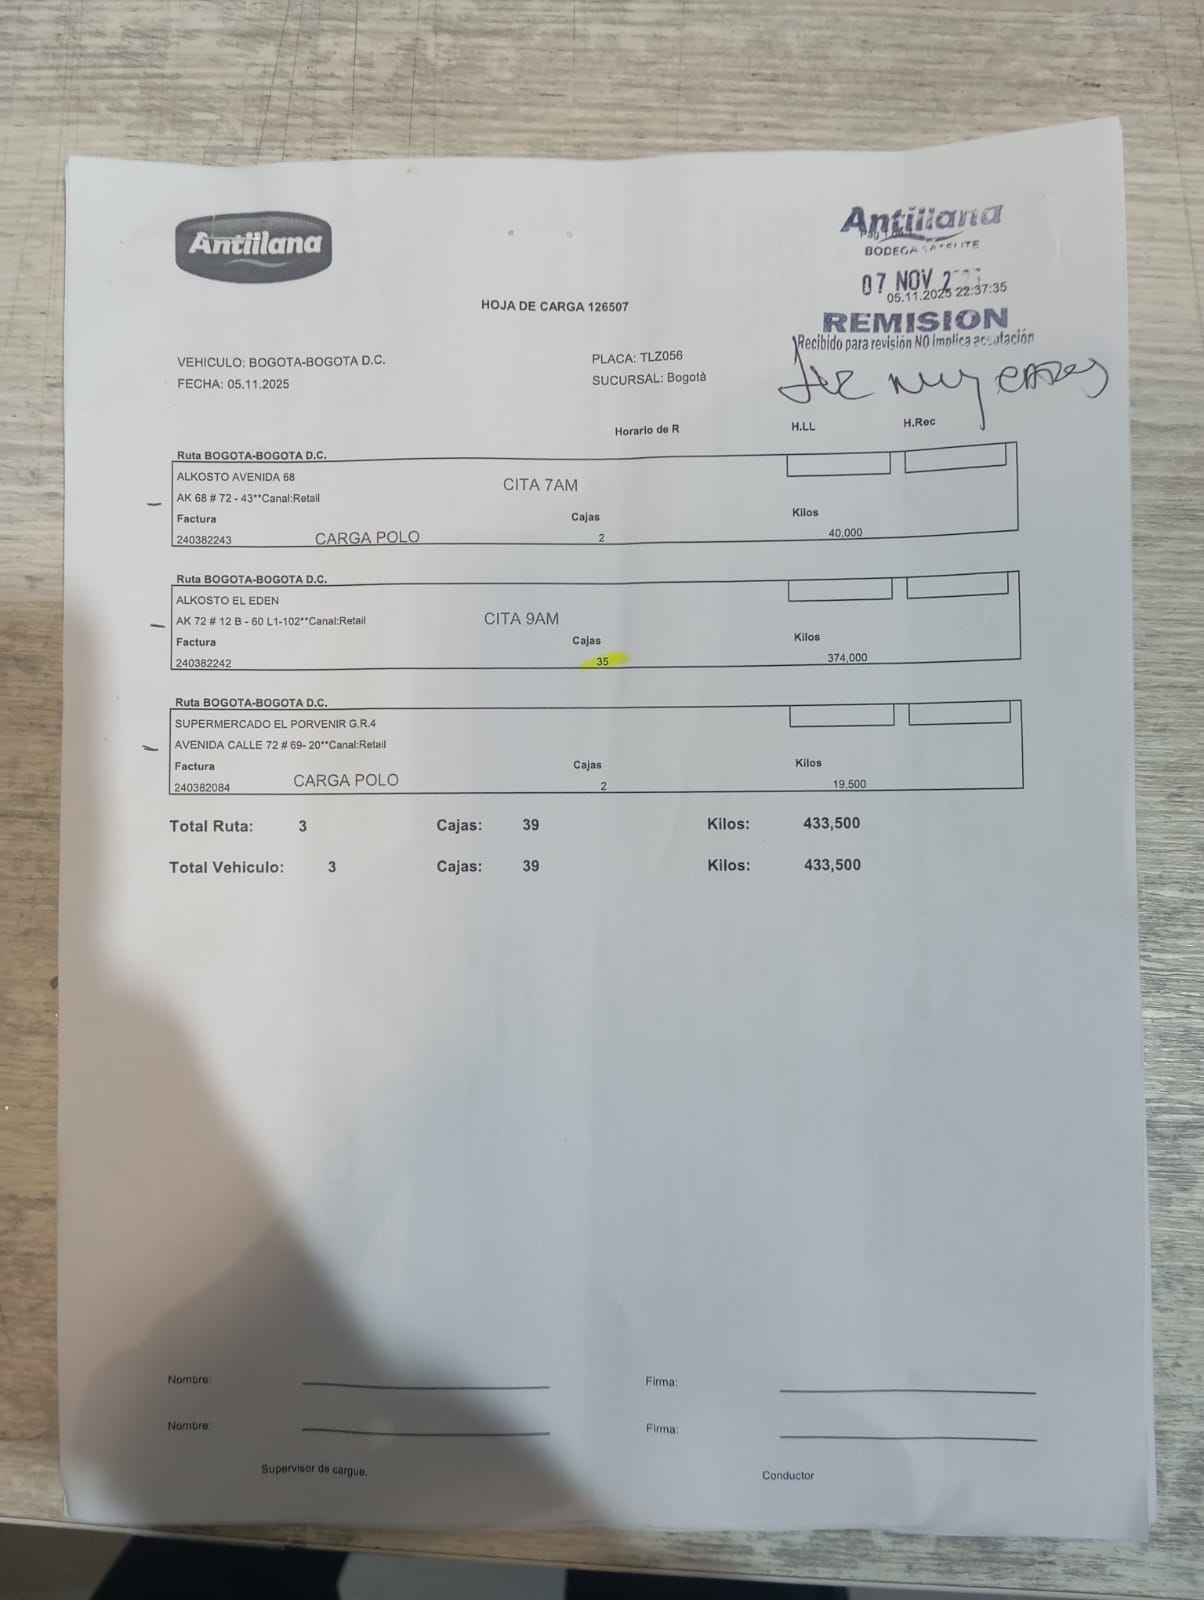 Antillana
Antillana
BODEGA SATELITE
07 NOV
05.11.2025 22:37:35
HOJA DE CARGA 126507
REMISION
Recibido para revisión NO implica aceptación
VEHICULO: BOGOTA-BOGOTA D.C. PLACA: TLZ056
FECHA: 05.11.2025 SUCURSAL: Bogotà
Horario de R H.LL H.Rec
Ruta BOGOTA-BOGOTA D.C.
ALKOSTO AVENIDA 68 CITA 7AM
AK 68 # 72 - 43**Canal:Retail
Factura Cajas Kilos
240382243 CARGA POLO 2 40,000
Ruta BOGOTA-BOGOTA D.C.
ALKOSTO EL EDEN
AK 72 # 12 B - 60 L1-102**Canal:Retail CITA 9AM
Factura Cajas Kilos
240382242 35 374,000
Ruta BOGOTA-BOGOTA D.C.
SUPERMERCADO EL PORVENIR G.R.4
AVENIDA CALLE 72 # 69- 20**Canal:Retail
Factura Cajas Kilos
240382084 CARGA POLO 2 19,500
Total Ruta: 3 Cajas: 39 Kilos: 433,500
Total Vehiculo: 3 Cajas: 39 Kilos: 433,500
Nombre: Firma:
Nombre: Firma:
Supervisor de cargue. Conductor